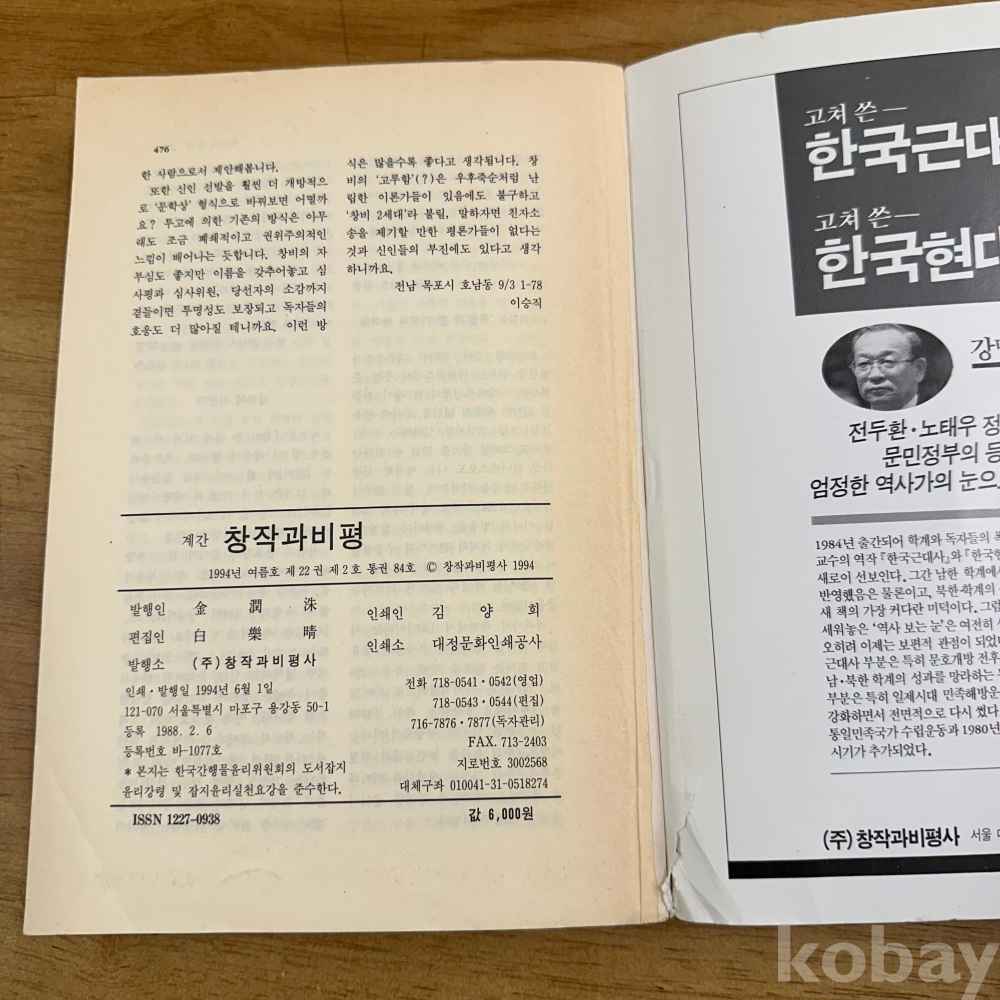 476
한 사람으로서 제안해봅니다.
또한 신인 선발을 훨씬 더 개방적으
로 '문학상' 형식으로 바꿔보면 어떨까
요? 투고에 의한 기존의 방식은 아무
래도 조금 폐쇄적이고 권위주의적인
느낌이 배어나는 듯합니다. 창비의 자
부심도 좋지만 이름을 갖추어놓고 심
사평과 심사위원, 당선자의 소감까지
곁들이면 투명성도 보장되고 독자들의
호응도 더 많아질 테니까요. 이런 방
식은 많을수록 좋다고 생각됩니다. 창
비의 '고루함'(?)은 우후죽순처럼 난
립한 이론가들이 있음에도 불구하고
'창비 2세대'라 불릴, 말하자면 친자소
송을 제기할 만한 평론가들이 없다는
것과 신인들의 부진에도 있다고 생각
하니까요.
전남 목포시 호남동 9/3 1-78
이승직
계간 창작과비평
1994년 여름호 제 22 권 제 2 호 통권 84호 © 창작과비평사 1994
발행인 金 潤 洙
편집인 白 樂 晴
발행소 (주) 창작과비평사
인쇄·발행일 1994년 6월 1일
121-070 서울특별시 마포구 용강동 50-1
등록 1988. 2. 6
등록번호 바-1077호
* 본지는 한국간행물윤리위원회의 도서잡지
윤리강령 및 잡지윤리실천요강을 준수한다.
인쇄인 김 양 희
인쇄소 대정문화인쇄공사
전화 718-0541·0542(영업)
718-0543·0544(편집)
716-7876·7877(독자관리)
FAX. 713-2403
지로번호 3002568
대체구좌 010041-31-0518274
ISSN 1227-0938
값 6,000원
고쳐 쓴—
한국근대
고쳐 쓴—
한국현대
강
전두환·노태우 정
문민정부의 등
엄정한 역사가의 눈으
1984년 출간되어 학계와 독자들의 폭
교수의 역작 『한국근대사』와 『한국현
새로이 선보인다. 그간 남한 학계에서
반영했음은 물론이고, 북한 학계의
새 책의 가장 커다란 미덕이다. 그럼
세워놓은 '역사 보는 눈'은 여전히
오히려 이제는 보편적 관점이 되었다
근대사 부분은 특히 문호개방 전후
남·북한 학계의 성과를 망라하는
부분은 특히 일제시대 민족해방운
강화하면서 전면적으로 다시 썼다
통일민족국가 수립운동과 1980년
시기가 추가되었다.
(주) 창작과비평사 서울
kobay